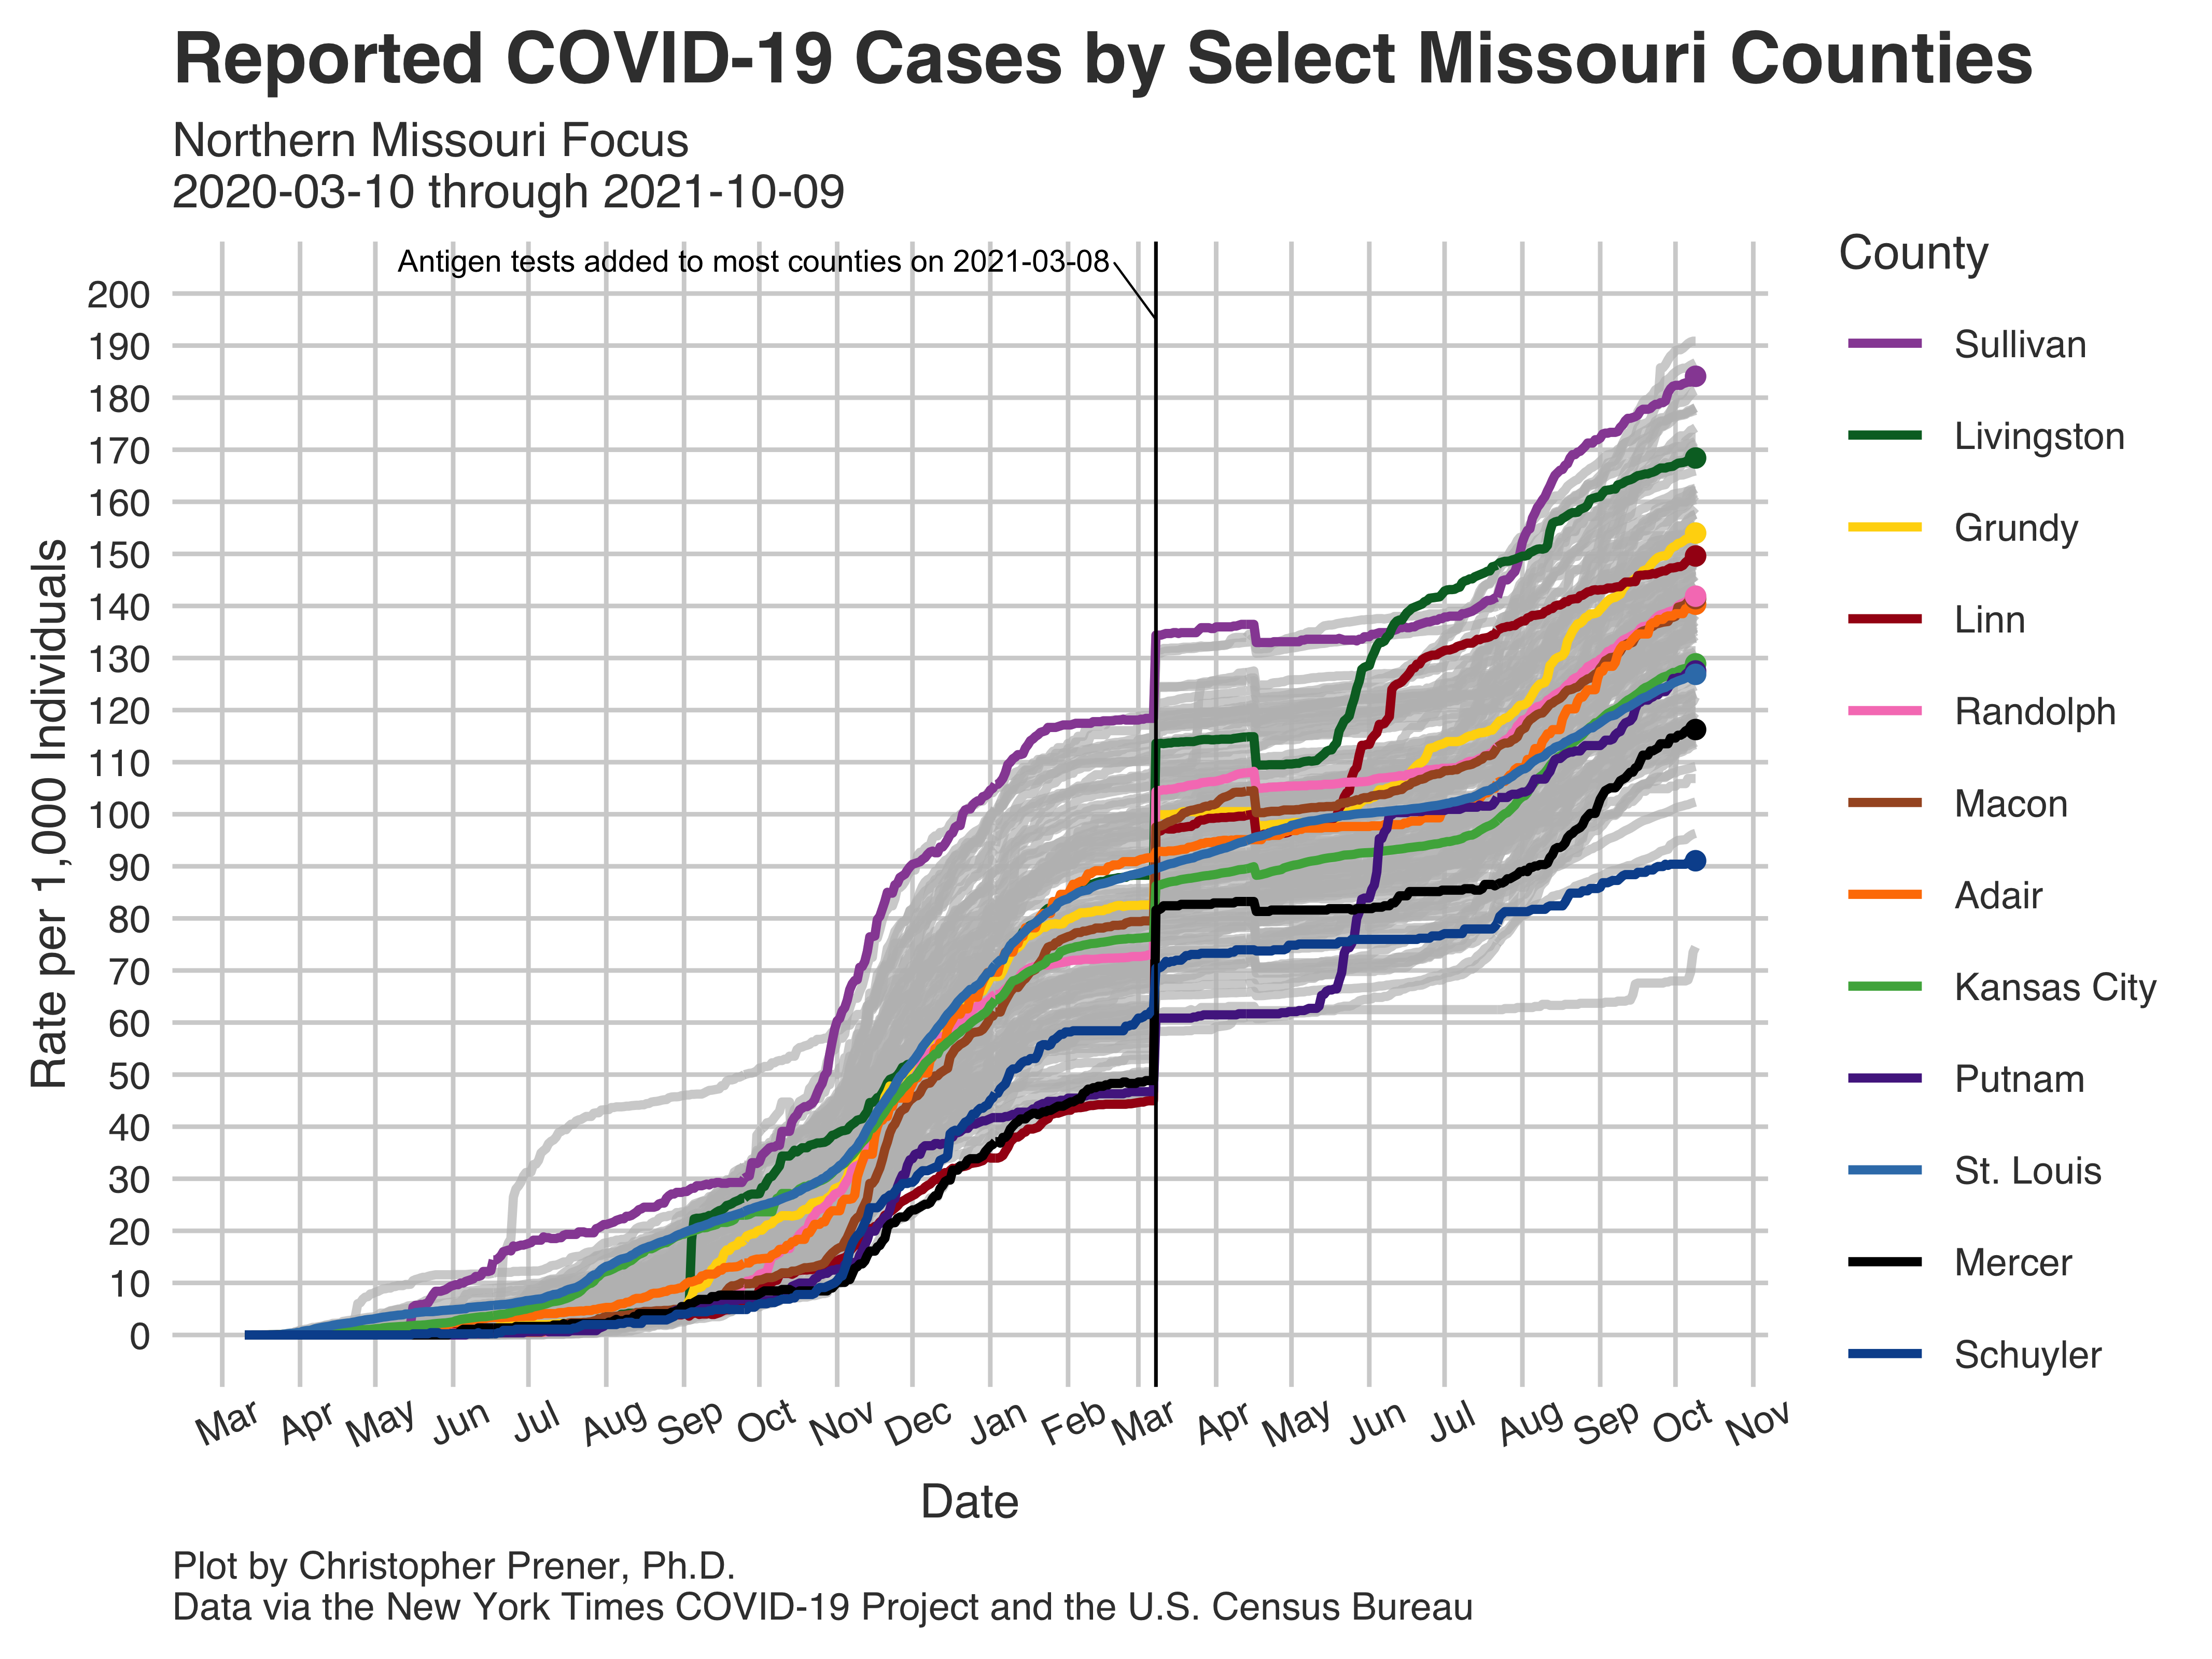 Reported COVID-19 Cases by Select Missouri Counties
Northern Missouri Focus
2020-03-10 through 2021-10-09
Antigen tests added to most counties on 2021-03-08
200
190
180
170
160
150
140
130
120
110
100
90
80
70
60
50
40
30
20
10
0
Rate per 1,000 Individuals
Mar Apr May Jun Jul Aug Sep Oct Nov Dec Jan Feb Mar Apr May Jun Jul Aug Sep Oct Nov
Date
County
Sullivan
Livingston
Grundy
Linn
Randolph
Macon
Adair
Kansas City
Putnam
St. Louis
Mercer
Schuyler
Plot by Christopher Prener, Ph.D.
Data via the New York Times COVID-19 Project and the U.S. Census Bureau